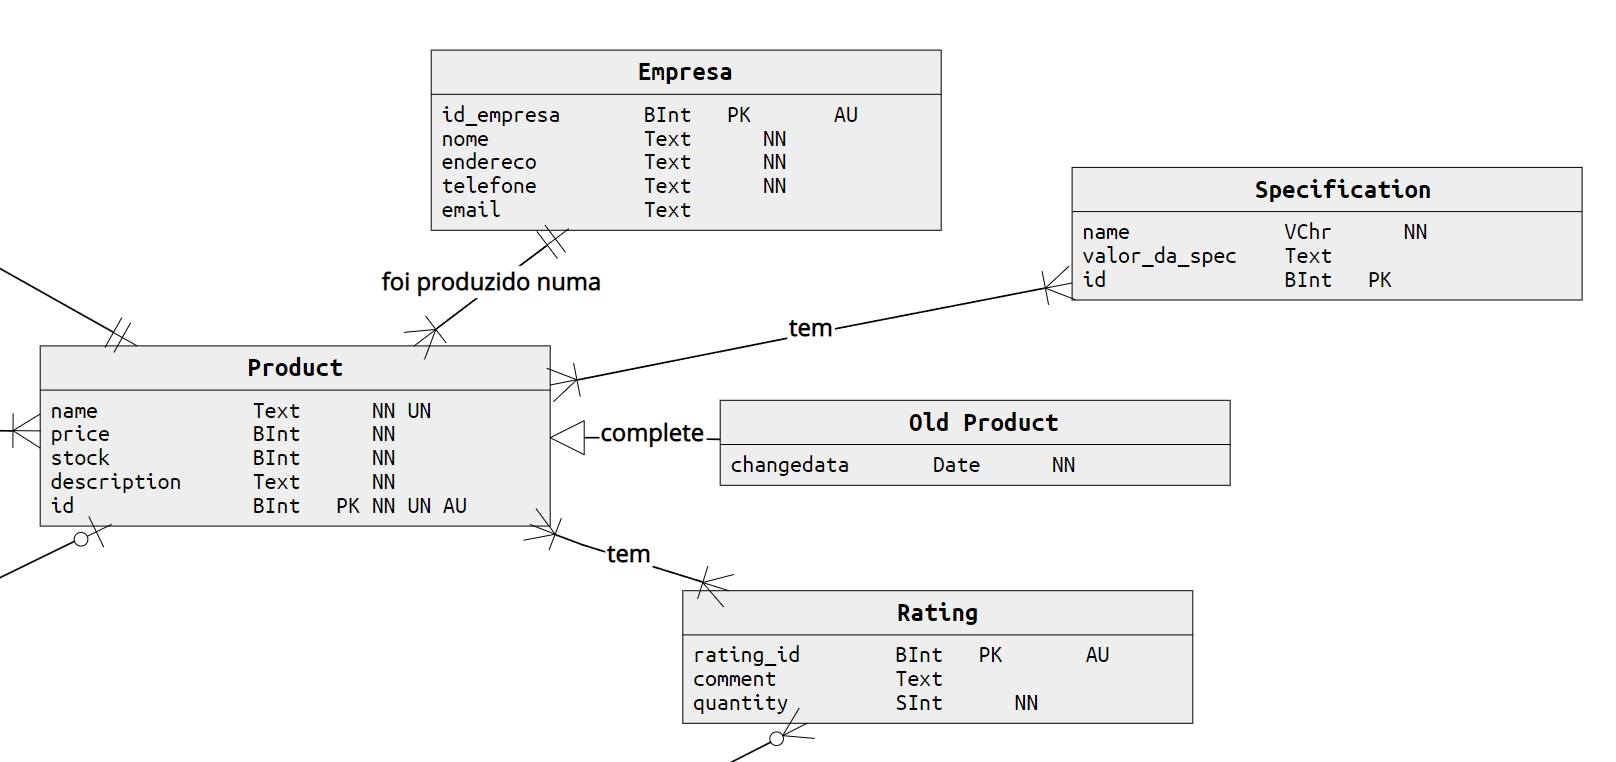 Empresa
id_empresa BInt PK AU
nome Text NN
endereco Text NN
telefone Text NN
email Text
foi produzido numa
Specification
name VChr NN
valor_da_spec Text
id BInt PK
tem
Product
name Text NN UN
price BInt NN
stock BInt NN
description Text NN
id BInt PK NN UN AU
complete
Old Product
changedata Date NN
tem
Rating
rating_id BInt PK AU
comment Text
quantity SInt NN